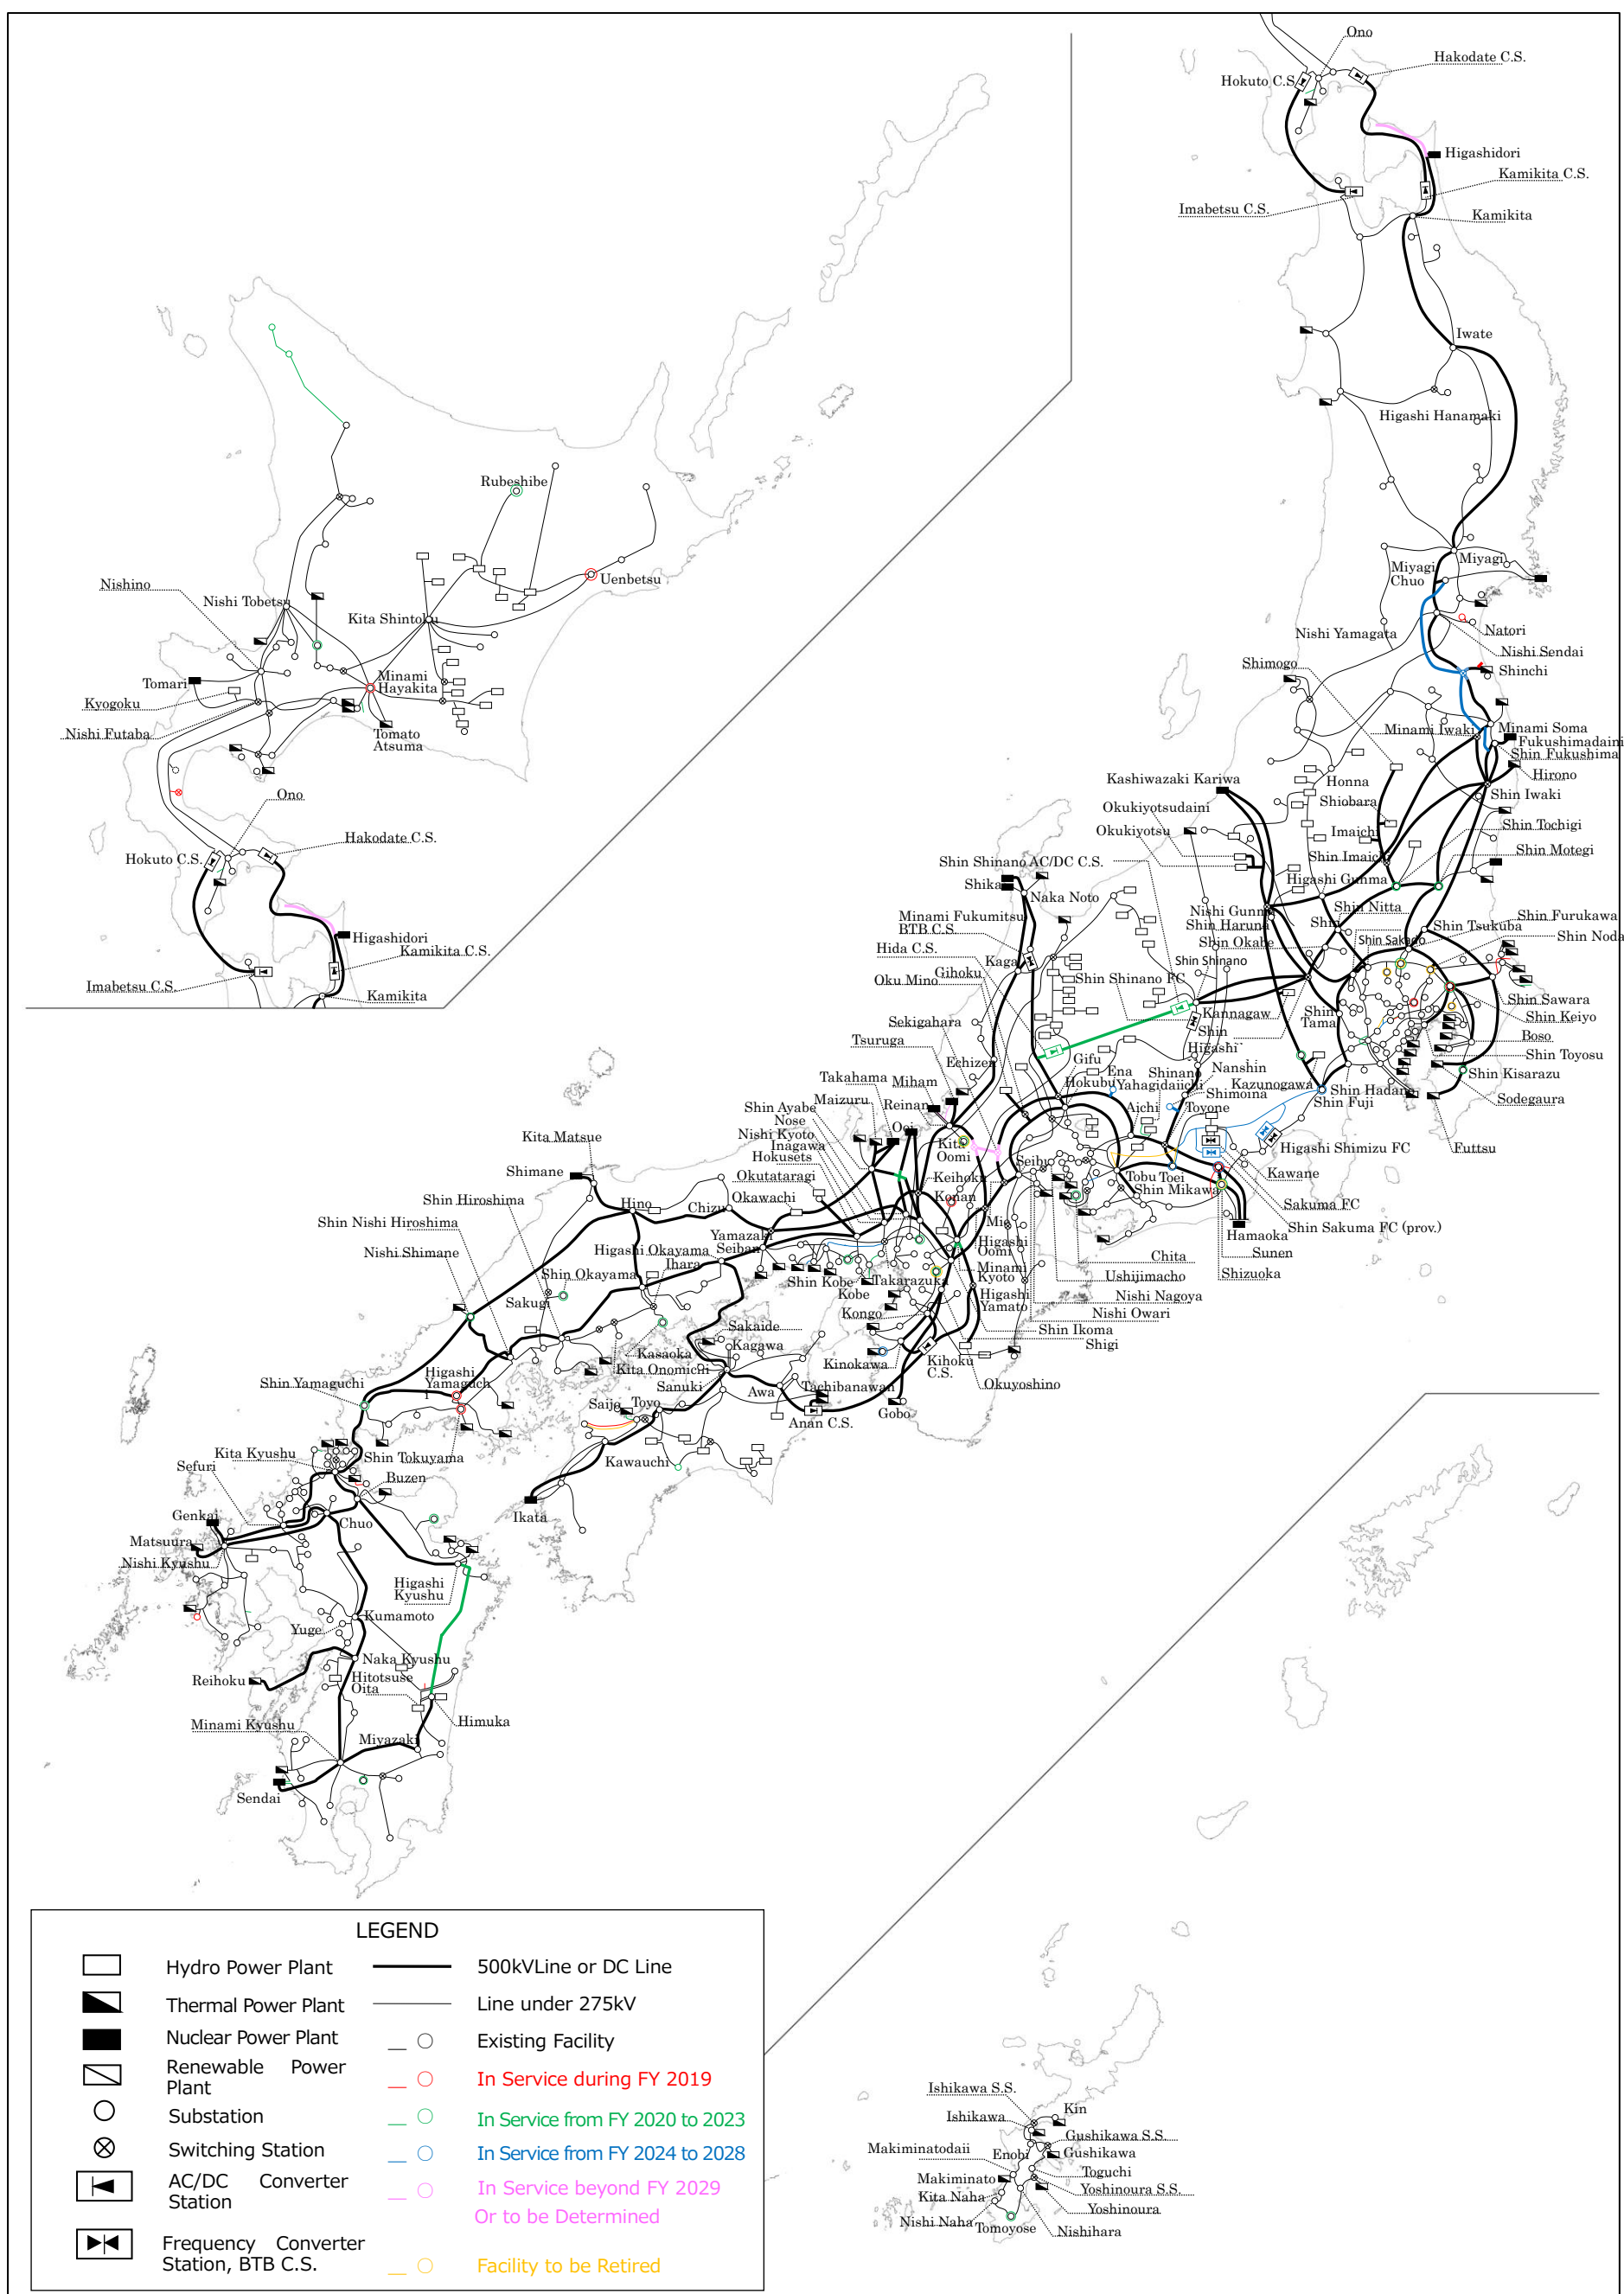 Ono
Hakodate C.S.
Hokuto C.S
Higashidori
Kamikita C.S.
Imabetsu C.S.
Kamikita
Iwate
Higashi Hanamaki
Rubeshibe
Uenbetsu
Nishino
Nishi Tobetsu
Kita Shintoku
Tomari
Minami
Hayakita
Kyogoku
Nishi Futaba
Tomato
Atsuma
Ono
Hakodate C.S.
Hokuto C.S.
Higashidori
Kamikita C.S.
Imabetsu C.S.
Kamikita
Miyagi
Miyagi
Chuo
Nishi Yamagata
Natori
Nishi Sendai
Shimogo
Shinchi
Minami Iwaki
Minami Soma
Fukushimadaini
Shin Fukushima
Hirono
Shin Iwaki
Honna
Kashiwazaki Kariwa
Okukiyotsudaini
Okukiyotsu
Shiobara
Imaichi
Shin Tochigi
Shin Imaichi
Shin Motegi
Shin Shinano AC/DC C.S.
Higashi Gunma
Shika
Naka Noto
Nishi Gunma
Shin Nitta
Shin Furukawa
Minami Fukumitsu
BTB C.S.
Shin Haruna
Shin Tsukuba
Shin Noda
Hida C.S.
Shin Okabe
Shin Sakado
Kaga
Gihoku
Shin Shinano
Oku Mino
Shin Shinano FC
Shin Sawara
Kannagaw
Shin
Tama
Shin Keiyo
Sekigahara
Shin
Boso
Tsuruga
Echizen
Higashi
Shin Toyosu
Gifu
Nanshin
Shin Kisarazu
Takahama
Miham
Ena
Shinano
Kazunogawa
Maizuru
Reinan
Hokubu
Yahagidaiichi
Shimoina
Shin Hadano
Sodegaura
Shin Ayabe
Ooi
Aichi
Toyone
Shin Fuji
Nose
Nishi Kyoto
Inagawa
Kita
Oomi
Higashi Shimizu FC
Futtsu
Kita Matsue
Hokusets
Seibu
Kawane
Shimane
Okutataragi
Keihoku
Tobu
Toei
Shin Hiroshima
Okawachi
Konan
Shin Mikawa
Sakuma FC
Hino
Chizu
Mie
Hamaoka
Shin Sakuma FC (prov.)
Shin Nishi Hiroshima
Yamazaki
Seiban
Higashi
Oomi
Sunen
Nishi Shimane
Higashi Okayama
Chita
Ihara
Minami
Kyoto
Ushijimacho
Shizuoka
Shin Okayama
Shin Kobe
Takarazuka
Kobe
Higashi
Yamato
Nishi Nagoya
Sakugi
Kongo
Nishi Owari
Sakaide
Shin Ikoma
Kasaoka
Kagawa
Kinokawa
Shigi
Kita Onomichi
Kihoku
C.S.
Higashi
Yamaguch
i
Sanuki
Okuyoshino
Shin Yamaguchi
Awa
Tachibanawan
Saijo
Toyo
Anan C.S.
Gobo
Kita Kyushu
Shin Tokuyama
Kawauchi
Sefuri
Buzen
Genkai
Ikata
Chuo
Matsuura
Nishi Kyushu
Higashi
Kyushu
Kumamoto
Yuge
Naka Kyushu
Reihoku
Hitotsuse
Oita
Himuka
Minami Kyushu
Miyazaki
Sendai
LEGEND
Hydro Power Plant
500kVLine or DC Line
Thermal Power Plant
Line under 275kV
Nuclear Power Plant
Existing Facility
Renewable Power
Plant
In Service during FY 2019
Substation
In Service from FY 2020 to 2023
Switching Station
In Service from FY 2024 to 2028
AC/DC Converter
Station
In Service beyond FY 2029
Or to be Determined
Frequency Converter
Station, BTB C.S.
Facility to be Retired
Ishikawa S.S.
Kin
Ishikawa
Gushikawa S.S.
Makiminatodaii
Enobi
Gushikawa
Toguchi
Makiminato
Yoshinoura S.S.
Kita Naha
Yoshinoura
Nishi Naha
Tomoyose
Nishihara